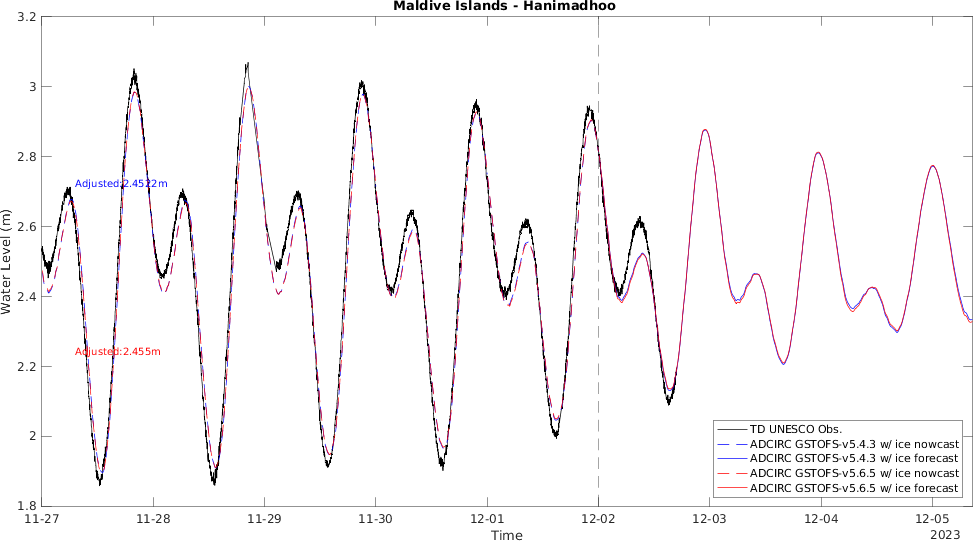 Maldive Islands - Hanimadhoo
3.2
3
2.8
2.6
2.4
2.2
2
1.8
Water Level (m)
Adjusted:2.4522m
Adjusted:2.455m
TD UNESCO Obs.
ADCIRC GSTOFS-v5.4.3 w/ ice nowcast
ADCIRC GSTOFS-v5.4.3 w/ ice forecast
ADCIRC GSTOFS-v5.6.5 w/ ice nowcast
ADCIRC GSTOFS-v5.6.5 w/ ice forecast
11-27 11-28 11-29 11-30 12-01 12-02 12-03 12-04 12-05
Time
2023